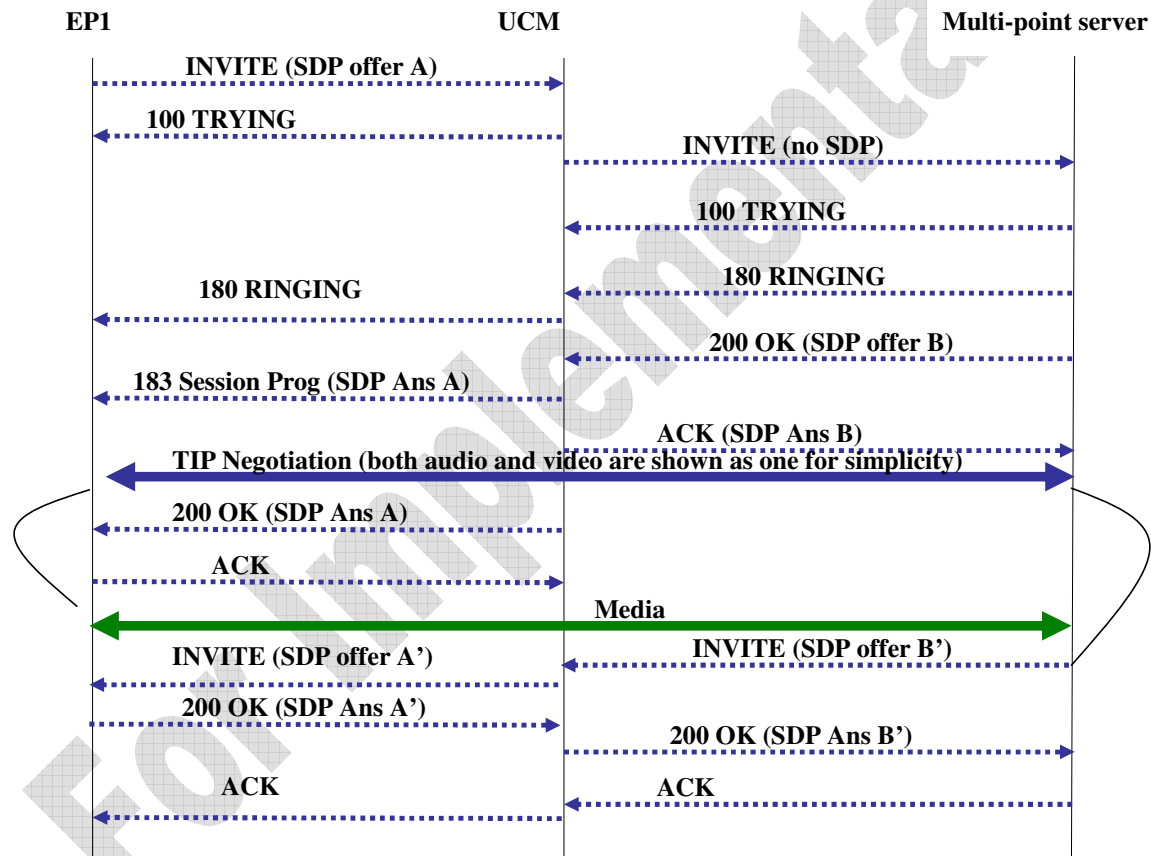 EP1 UCM Multi-point server
INVITE (SDP offer A)
100 TRYING
INVITE (no SDP)
100 TRYING
180 RINGING
180 RINGING
200 OK (SDP offer B)
183 Session Prog (SDP Ans A)
ACK (SDP Ans B)
TIP Negotiation (both audio and video are shown as one for simplicity)
200 OK (SDP Ans A)
ACK
Media
INVITE (SDP offer B’)
INVITE (SDP offer A’)
200 OK (SDP Ans A’)
200 OK (SDP Ans B’)
ACK
ACK
For Implementa